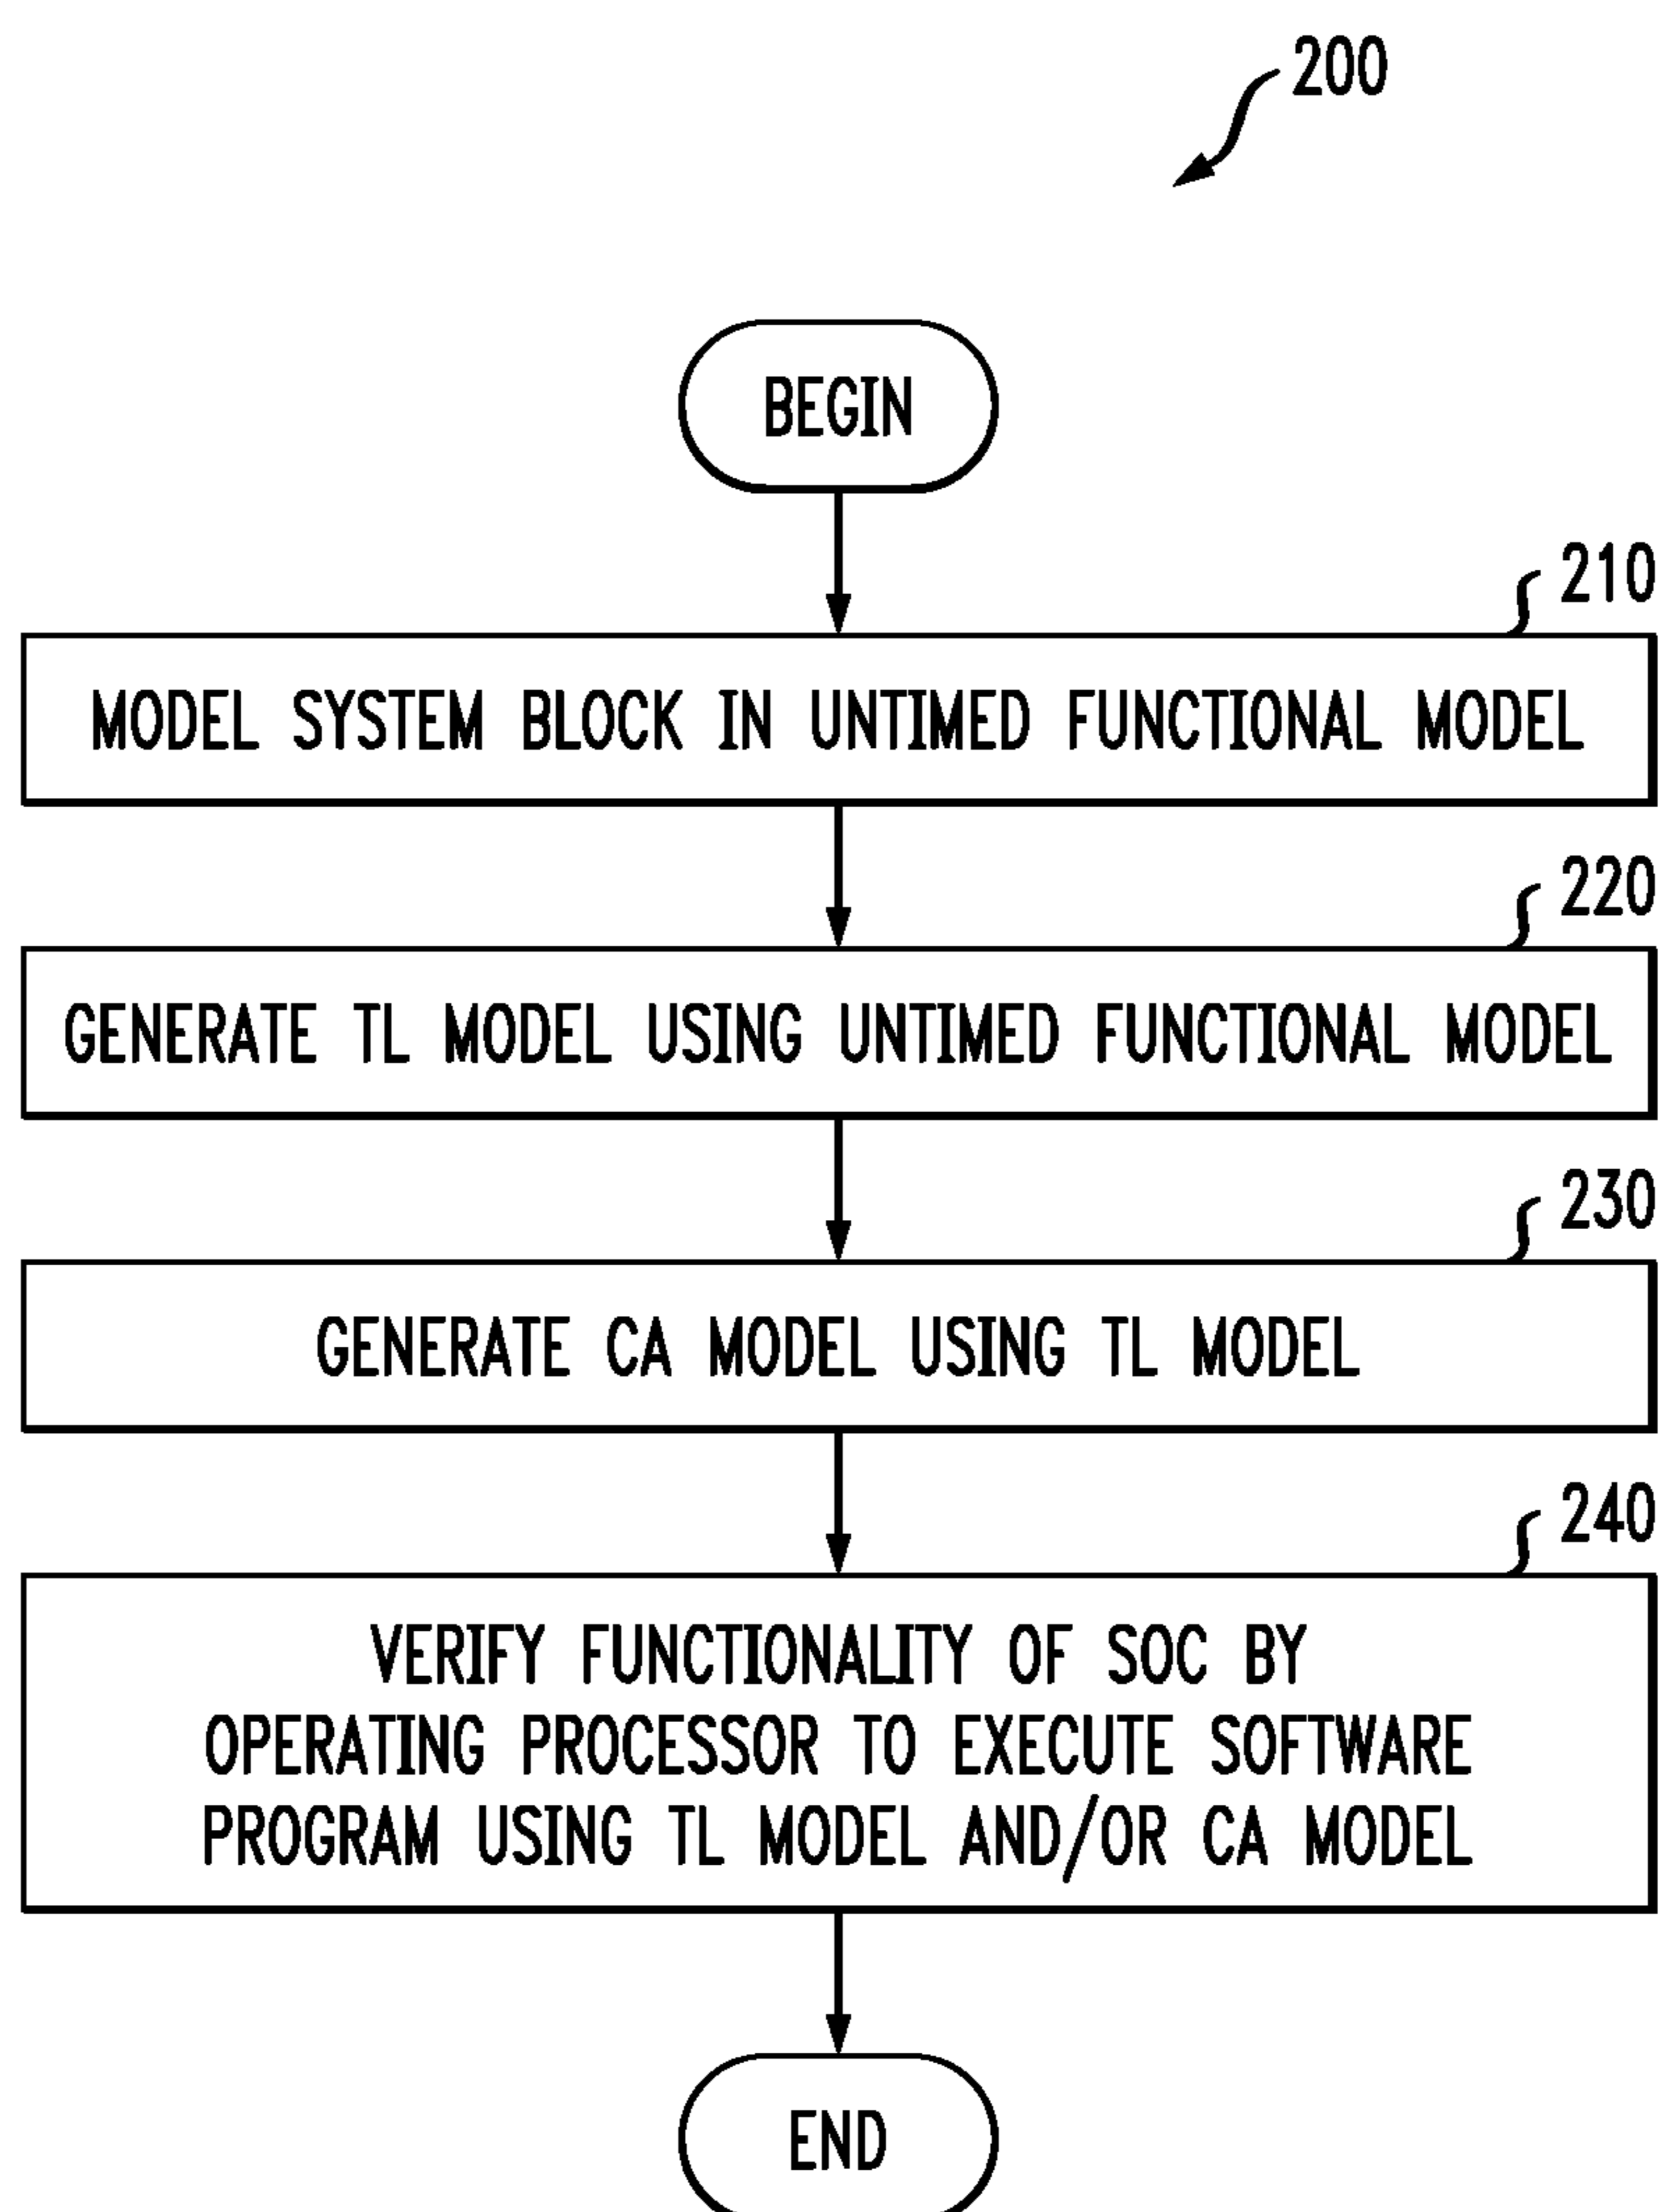 200
BEGIN
210
MODEL SYSTEM BLOCK IN UNTIMED FUNCTIONAL MODEL
220
GENERATE TL MODEL USING UNTIMED FUNCTIONAL MODEL
230
GENERATE CA MODEL USING TL MODEL
240
VERIFY FUNCTIONALITY OF SOC BY
OPERATING PROCESSOR TO EXECUTE SOFTWARE
PROGRAM USING TL MODEL AND/OR CA MODEL
END